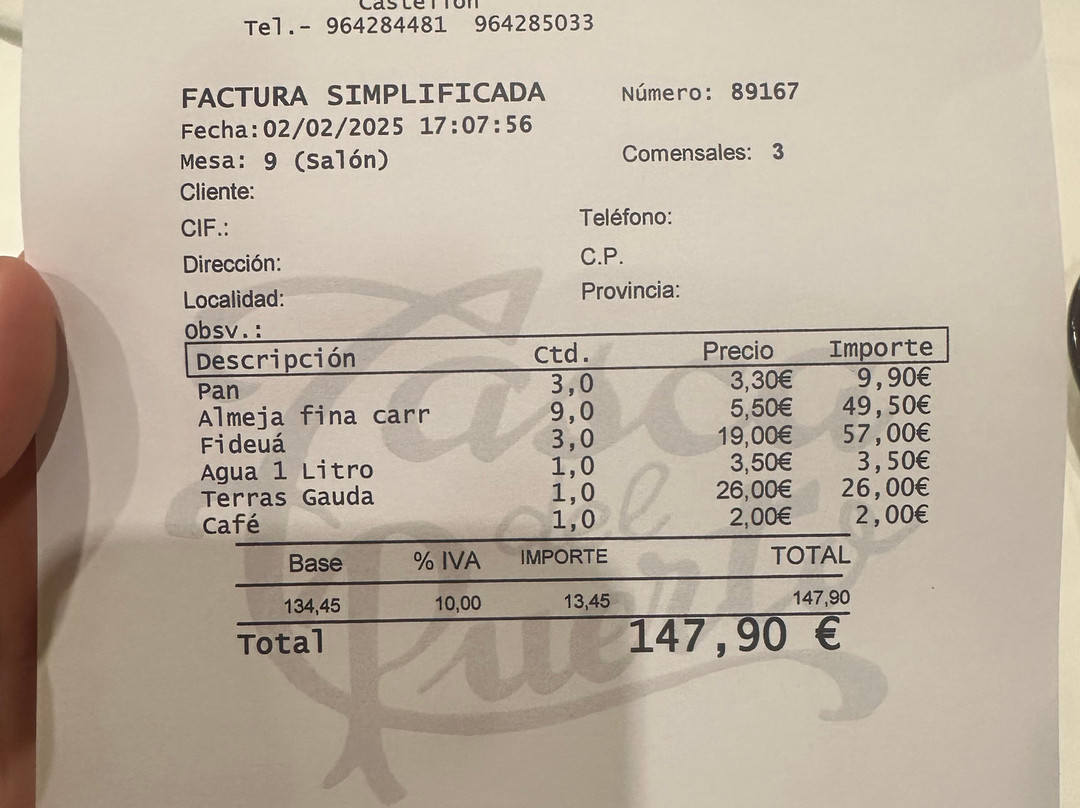 Castellón
Tel.- 964284481 964285033
FACTURA SIMPLIFICADA Número: 89167
Fecha:02/02/2025 17:07:56
Mesa: 9 (Salón) Comensales: 3
Cliente:
CIF.: Teléfono:
Dirección: C.P.
Localidad: Provincia:
Obsv.:
Descripción Ctd. Precio Importe
Pan 3,0 3,30€ 9,90€
Almeja fina carr 9,0 5,50€ 49,50€
Fideuá 3,0 19,00€ 57,00€
Agua 1 Litro 1,0 3,50€ 3,50€
Terras Gauda 1,0 26,00€ 26,00€
Café 1,0 2,00€ 2,00€
Base % IVA IMPORTE TOTAL
134,45 10,00 13,45 147,90
Total 147,90 €
Tasca
del
Puerto